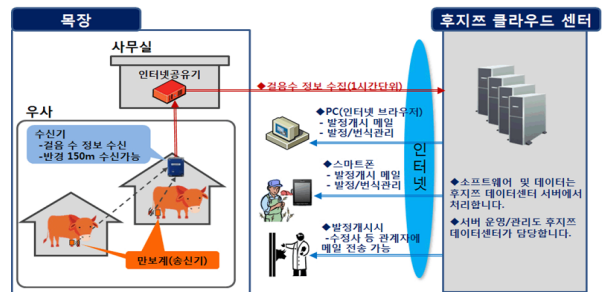 목장
후지쯔 클라우드 센터
사무실
인터넷공유기
우사
수신기
-걸음 수 정보 수신
-반경 150m 수신가능
만보계(송신기)
◆걸음수 정보 수집(1시간단위)
◆PC(인터넷 브라우저)
- 발정개시 메일
- 발정/번식관리
◆스마트폰
- 발정개시 메일
- 발정/번식관리
◆발정개시시
-수정사 등 관계자에
메일 전송 가능
인터넷
◆소프트웨어 및 데이터는
후지쯔 데이터센터 서버에서
처리합니다.
◆서버 운영/관리도 후지쯔
데이터센터가 담당합니다.